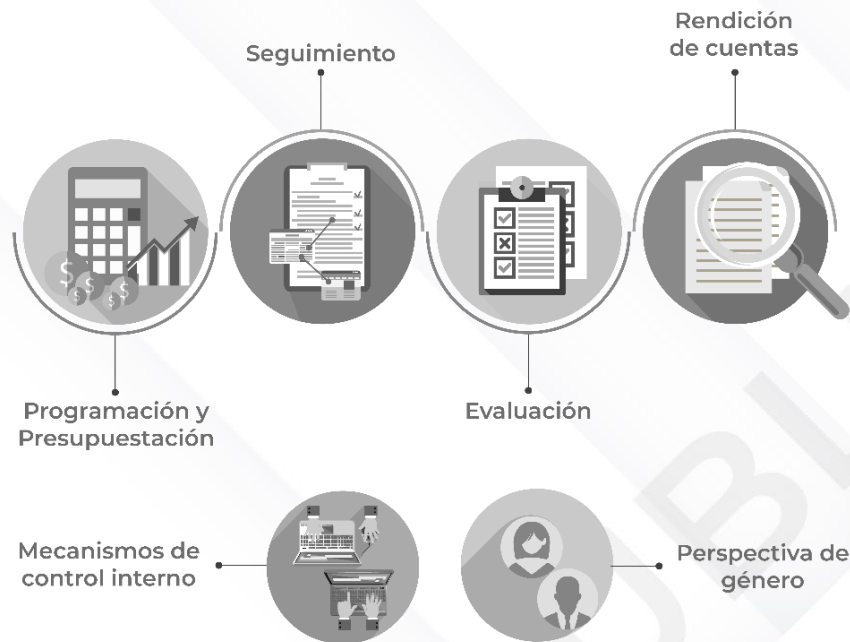 Rendición
de cuentas
Seguimiento
Programación y
Presupuestación
Evaluación
Mecanismos de
control interno
Perspectiva de
género